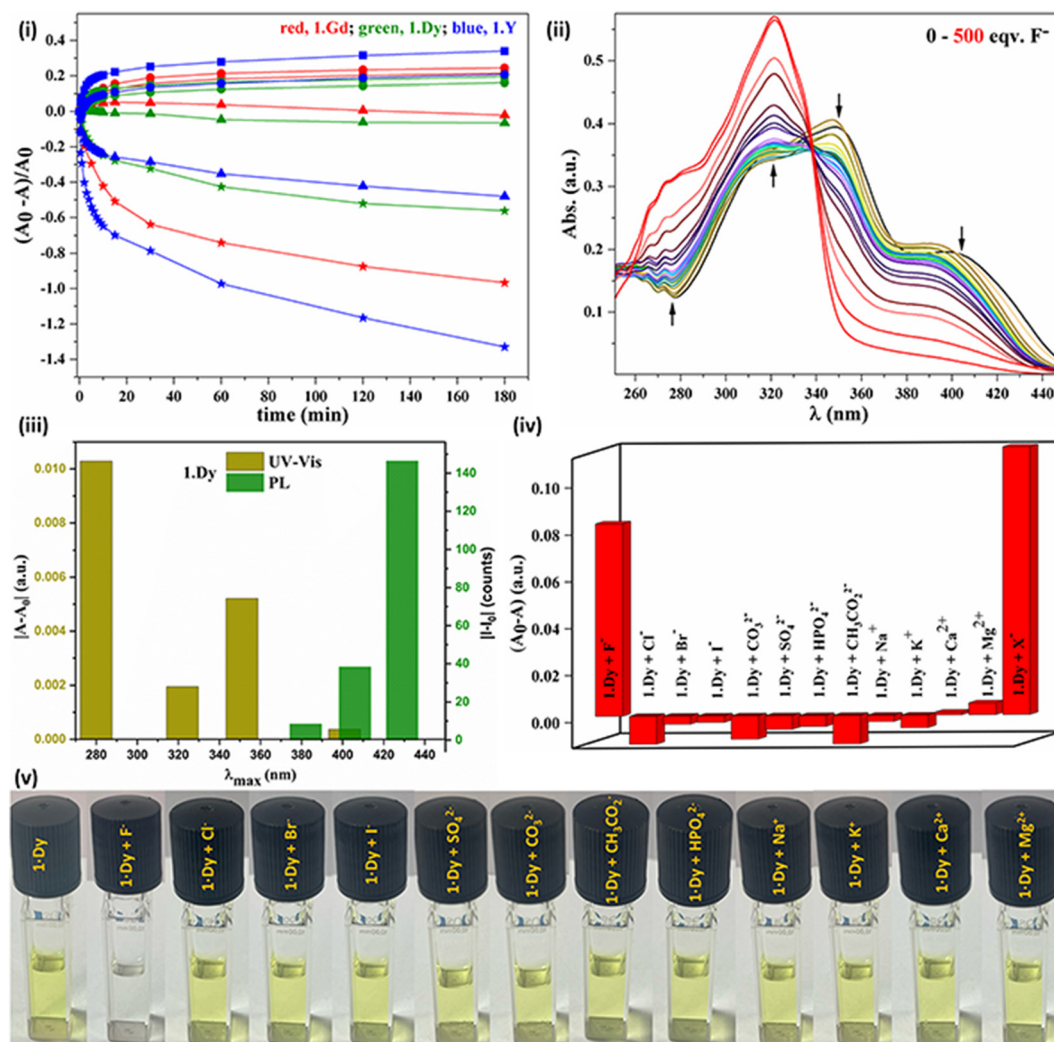 (i)
red, 1.Gd; green, 1.Dy; blue, 1.Y
0.4
0.2
0.0
-0.2
-0.4
-0.6
-0.8
-1.0
-1.2
-1.4
(A0 -A)/A0
0 20 40 60 80 100 120 140 160 180
time (min)
(ii)
0 - 500 eqv. F⁻
0.5
0.4
0.3
0.2
0.1
Abs. (a.u.)
260 280 300 320 340 360 380 400 420 440
λ (nm)
(iii)
1.Dy
UV-Vis
PL
0.010
0.008
0.006
0.004
0.002
0.000
|A-A₀| (a.u.)
140
120
100
80
60
40
20
0
|I-I₀| (counts)
280 300 320 340 360 380 400 420 440
λmax (nm)
(iv)
0.10
0.08
0.06
0.04
0.02
0.00
(A₀-A) (a.u.)
1.Dy + F⁻
1.Dy + Cl⁻
1.Dy + Br⁻
1.Dy + I⁻
1.Dy + CO₃²⁻
1.Dy + SO₄²⁻
1.Dy + HPO₄²⁻
1.Dy + CH₃CO₂²⁻
1.Dy + Na⁺
1.Dy + K⁺
1.Dy + Ca²⁺
1.Dy + Mg²⁺
1.Dy + X⁻
(v)
1·Dy
1·Dy + F⁻
1·Dy + Cl⁻
1·Dy + Br⁻
1·Dy + I⁻
1·Dy + SO₄²⁻
1·Dy + CO₃²⁻
1·Dy + CH₃CO₂⁻
1·Dy + HPO₄²⁻
1·Dy + Na⁺
1·Dy + K⁺
1·Dy + Ca²⁺
1·Dy + Mg²⁺